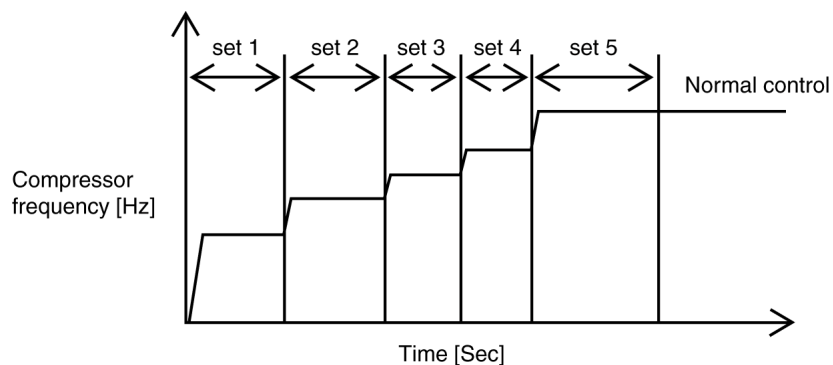 set 1
set 2
set 3
set 4
set 5
Normal control
Compressor
frequency [Hz]
Time [Sec]